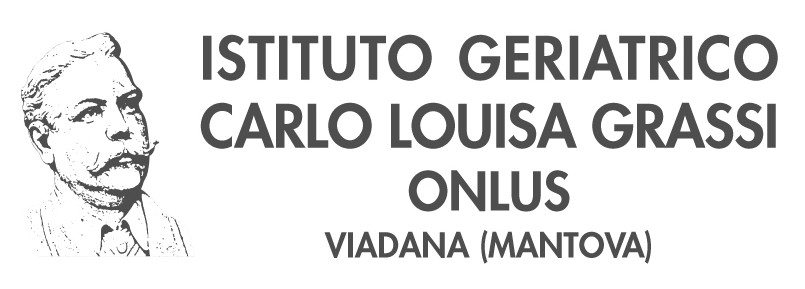 ISTITUTO GERIATRICO
CARLO LOUISA GRASSI
ONLUS
VIADANA (MANTOVA)